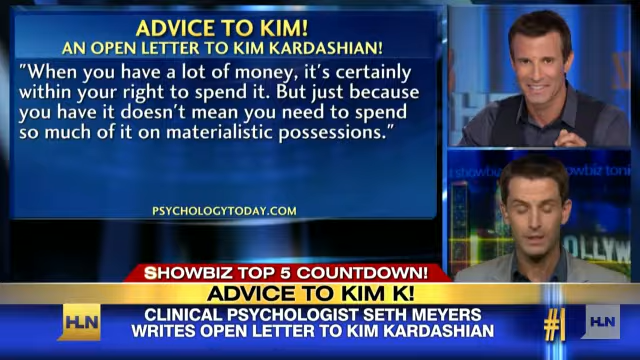 ADVICE TO KIM!
AN OPEN LETTER TO KIM KARDASHIAN!
"When you have a lot of money, it's certainly
within your right to spend it. But just because
you have it doesn't mean you need to spend
so much of it on materialistic possessions."
PSYCHOLOGYTODAY.COM
SHOWBIZ TOP 5 COUNTDOWN!
ADVICE TO KIM K!
HLN
CLINICAL PSYCHOLOGIST SETH MEYERS
WRITES OPEN LETTER TO KIM KARDASHIAN
#1
HLN